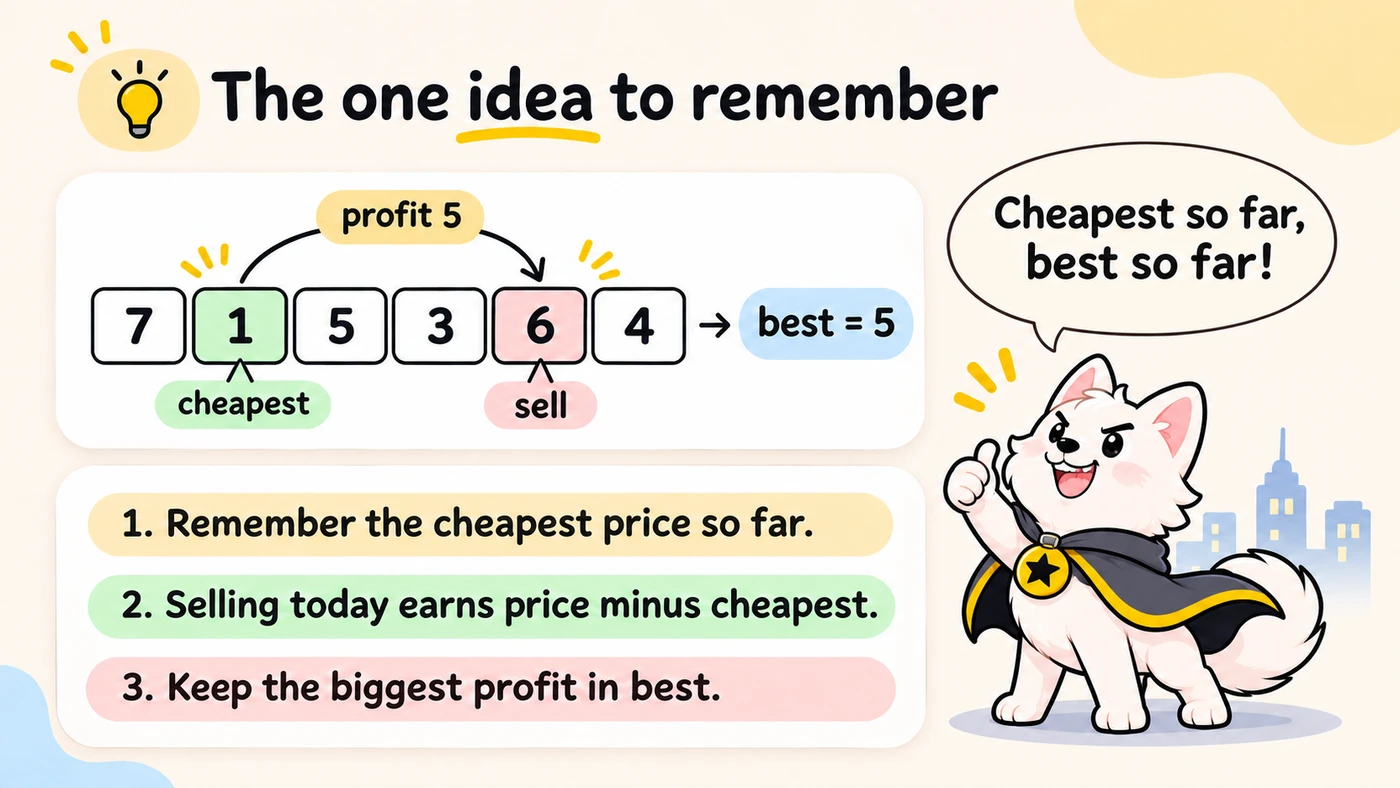 The one idea to remember
profit 5
7 1 5 3 6 4 → best = 5
cheapest
sell
1. Remember the cheapest price so far.
2. Selling today earns price minus cheapest.
3. Keep the biggest profit in best.
Cheapest so far,
best so far!